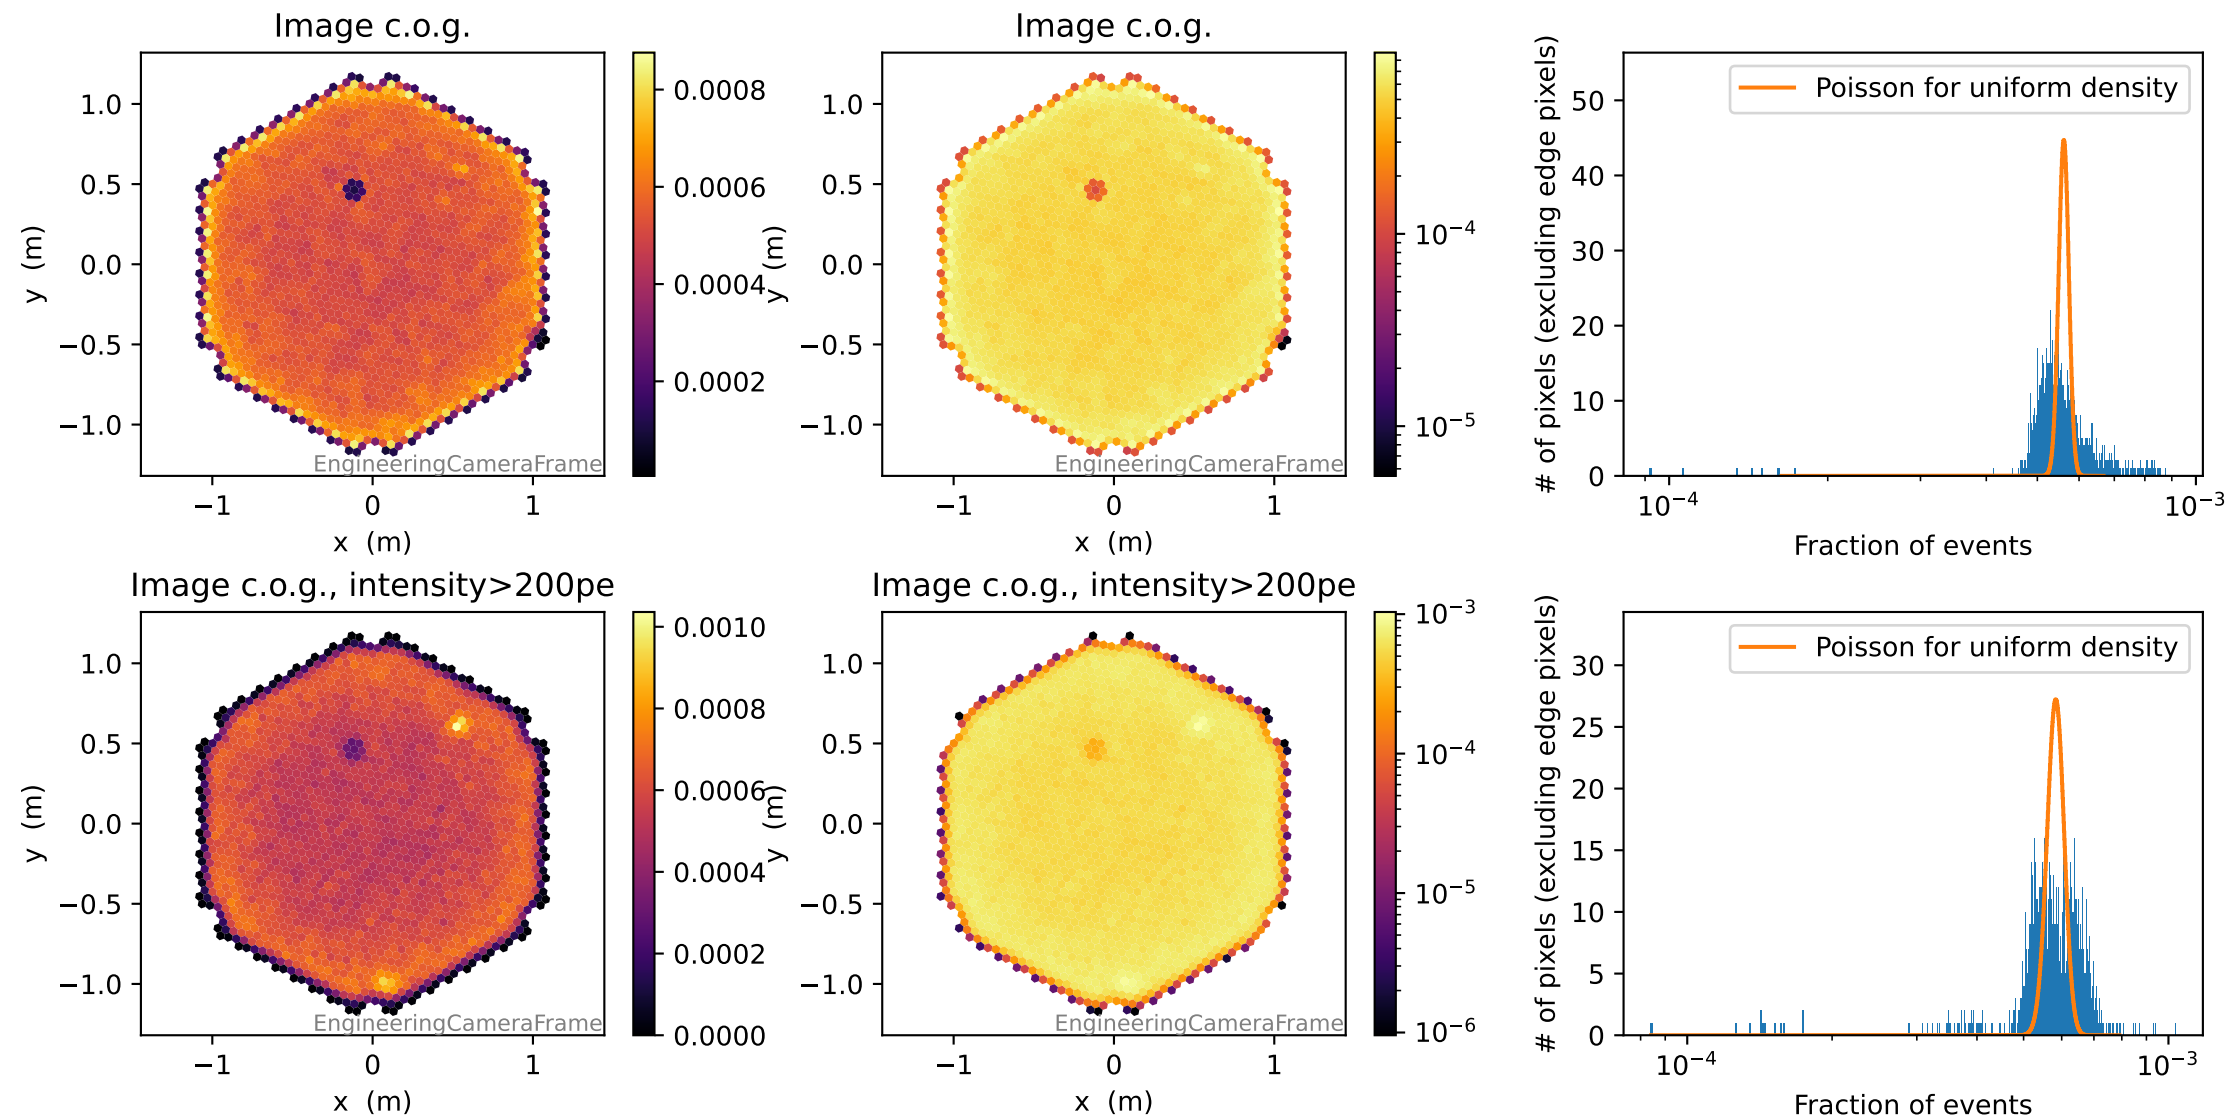 Image c.o.g.
1.0
0.5
0.0
−0.5
−1.0
y (m)
−1
0
1
x (m)
EngineeringCameraFrame
0.0008
0.0006
0.0004
0.0002
Image c.o.g.
1.0
0.5
0.0
−0.5
−1.0
y (m)
−1
0
1
x (m)
EngineeringCameraFrame
10−4
10−5
# of pixels (excluding edge pixels)
50
40
30
20
10
0
Poisson for uniform density
10−4
10−3
Fraction of events
Image c.o.g., intensity>200pe
1.0
0.5
0.0
−0.5
−1.0
y (m)
−1
0
1
x (m)
EngineeringCameraFrame
0.0010
0.0008
0.0006
0.0004
0.0002
0.0000
Image c.o.g., intensity>200pe
1.0
0.5
0.0
−0.5
−1.0
y (m)
−1
0
1
x (m)
EngineeringCameraFrame
10−3
10−4
10−5
10−6
# of pixels (excluding edge pixels)
30
25
20
15
10
5
0
Poisson for uniform density
10−4
10−3
Fraction of events